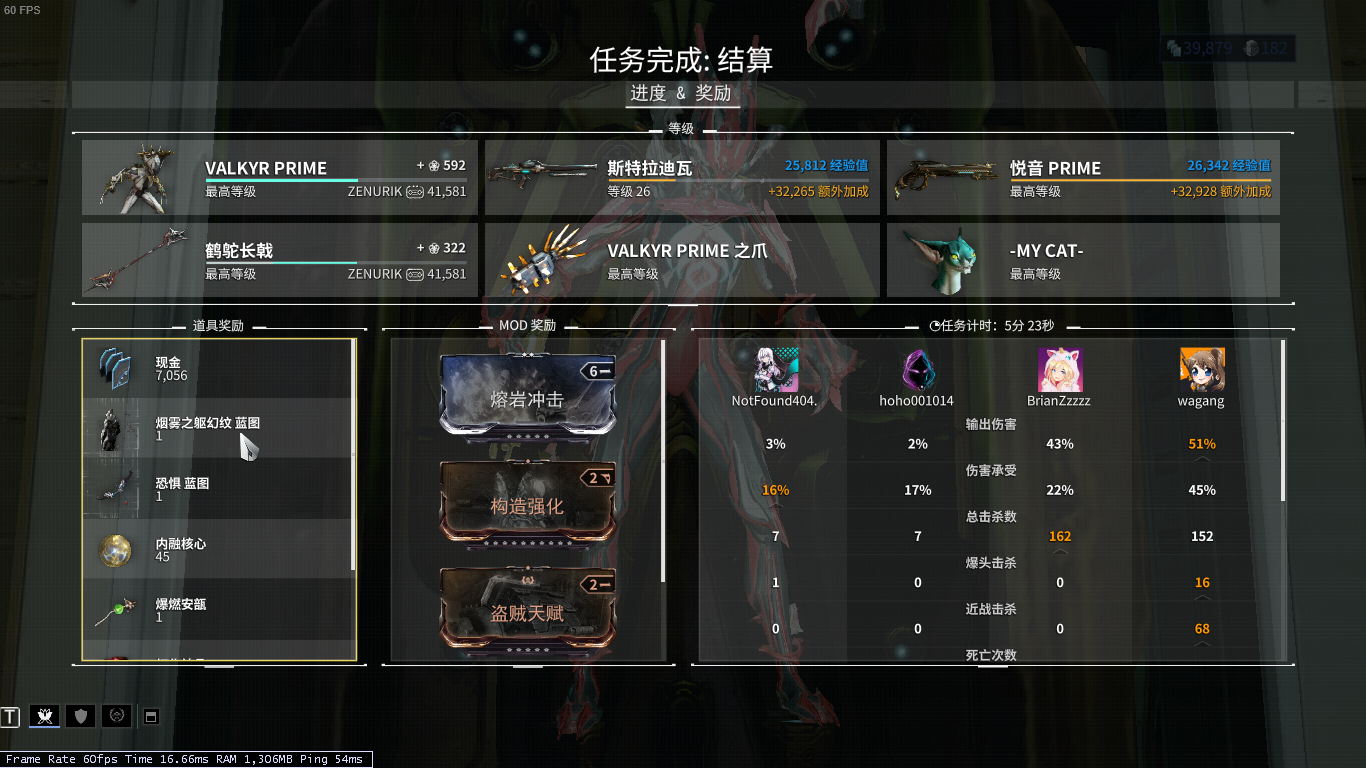 60 FPS
39,879 182
任务完成: 结算
进度 & 奖励
等级
VALKYR PRIME + 592
最高等级 ZENURIK 41,581
斯特拉迪瓦 25,812 经验值
等级 26 +32,265 额外加成
悦音 PRIME 26,342 经验值
最高等级 +32,928 额外加成
鹤鸵长戟 + 322
最高等级 ZENURIK 41,581
VALKYR PRIME 之爪
最高等级
-MY CAT-
最高等级
道具奖励
现金
7,056
烟雾之躯幻纹 蓝图
1
恐惧 蓝图
1
内融核心
45
爆燃安瓿
1
MOD 奖励
6
熔岩冲击
2
构造强化
2
盗贼天赋
任务计时: 5分 23秒
NotFound404. hoho001014 BrianZzzzz wagang
输出伤害
3% 2% 43% 51%
伤害承受
16% 17% 22% 45%
总击杀数
7 7 162 152
爆头击杀
1 0 0 16
近战击杀
0 0 0 68
死亡次数
T
Frame Rate 60fps Time 16.66ms RAM 1,306MB Ping 54ms